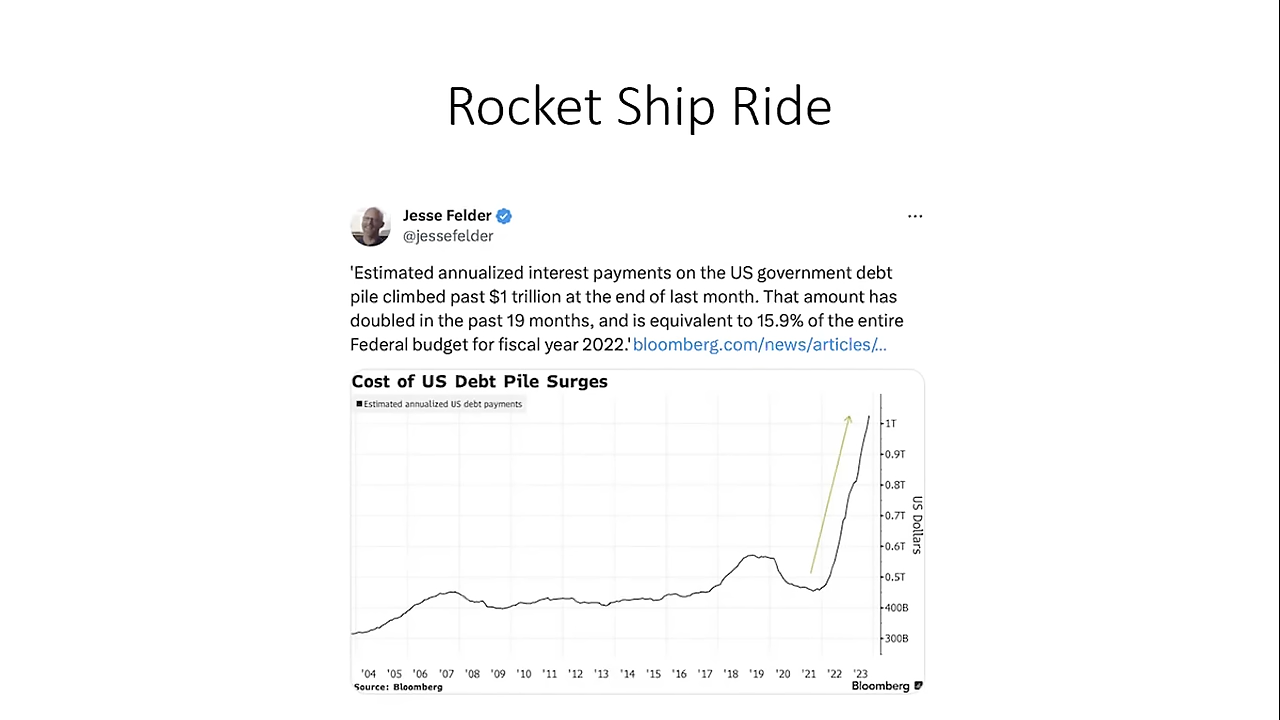 Rocket Ship Ride
Jesse Felder
@jessefelder
'Estimated annualized interest payments on the US government debt
pile climbed past $1 trillion at the end of last month. That amount has
doubled in the past 19 months, and is equivalent to 15.9% of the entire
Federal budget for fiscal year 2022.' bloomberg.com/news/articles/...
Cost of US Debt Pile Surges
Estimated annualized US debt payments
1T
0.9T
0.8T
0.7T
0.6T
0.5T
400B
300B
US Dollars
'04 '05 '06 '07 '08 '09 '10 '11 '12 '13 '14 '15 '16 '17 '18 '19 '20 '21 '22 '23
Source: Bloomberg
Bloomberg